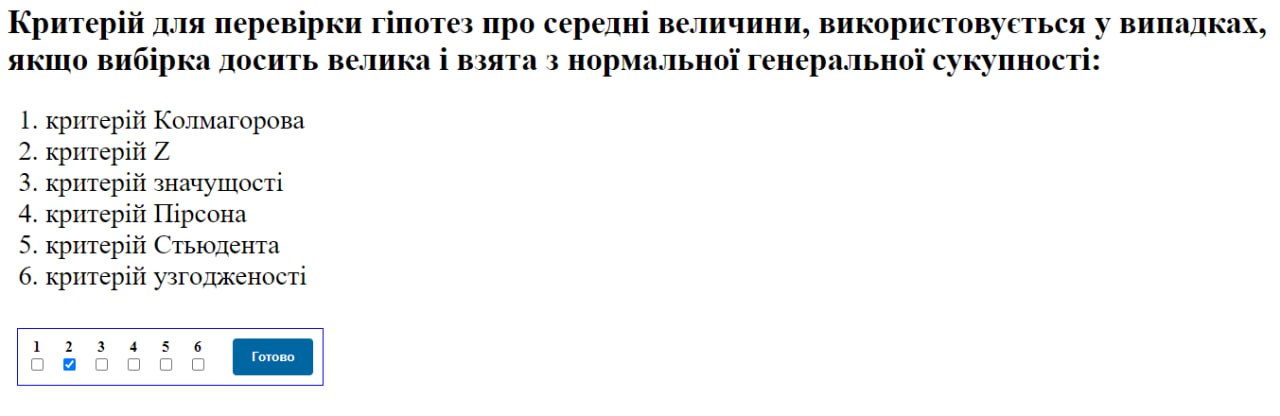 Критерій для перевірки гіпотез про середні величини, використовується у випадках,
якщо вибірка досить велика і взята з нормальної генеральної сукупності:
1. критерій Колмагорова
2. критерій Z
3. критерій значущості
4. критерій Пірсона
5. критерій Стьюдента
6. критерій узгодженості
1 2 3 4 5 6
Готово